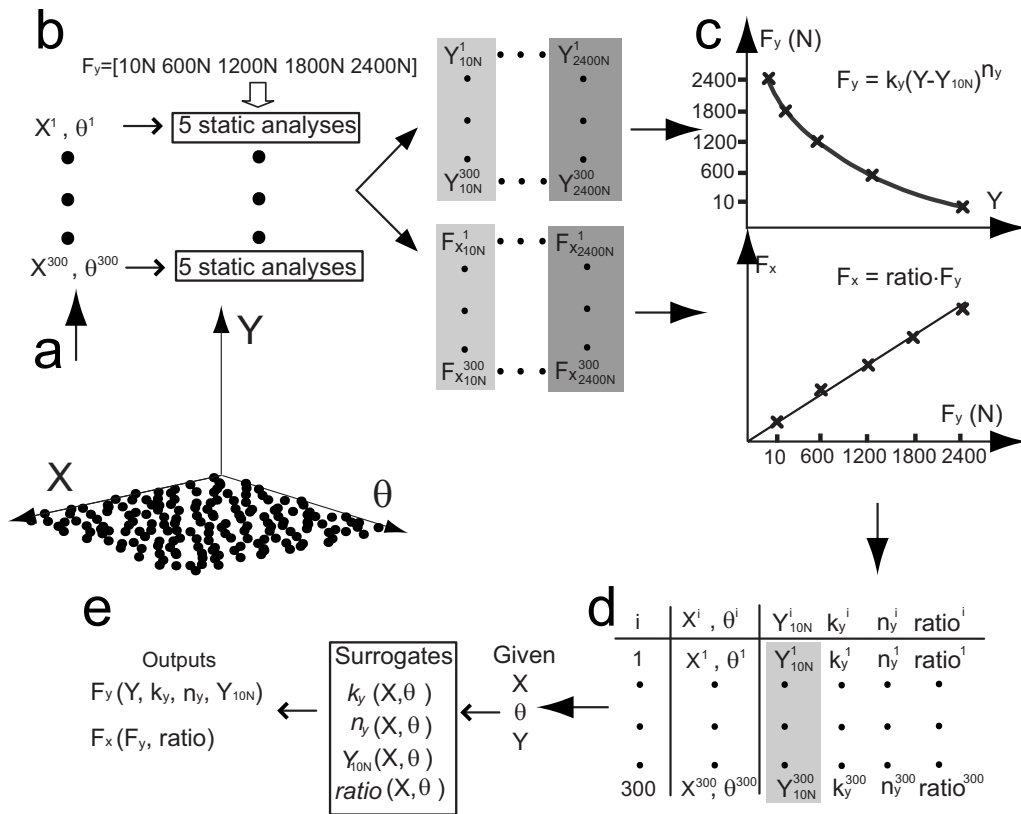 b
F_y=[10N 600N 1200N 1800N 2400N]
X^1 , θ^1
5 static analyses
X^300 , θ^300
5 static analyses
Y^1_10N
Y^1_2400N
Y^300_10N
Y^300_2400N
F_x^1_10N
F_x^1_2400N
F_x^300_10N
F_x^300_2400N
c
F_y (N)
F_y = k_y(Y-Y_10N)^n_y
2400
1800
1200
600
10
Y
F_x
F_x = ratio·F_y
F_y (N)
10 600 1200 1800 2400
a
Y
X
θ
d
i X^i , θ^i Y^i_10N k_y^i n_y^i ratio^i
1 X^1 , θ^1 Y^1_10N k_y^1 n_y^1 ratio^1
300 X^300, θ^300 Y^300_10N k_y^300 n_y^300 ratio^300
e
Given
X
θ
Y
Surrogates
k_y (X,θ )
n_y (X, θ )
Y_10N (X, θ )
ratio (X,θ )
Outputs
F_y (Y, k_y, n_y, Y_10N)
F_x (F_y, ratio)